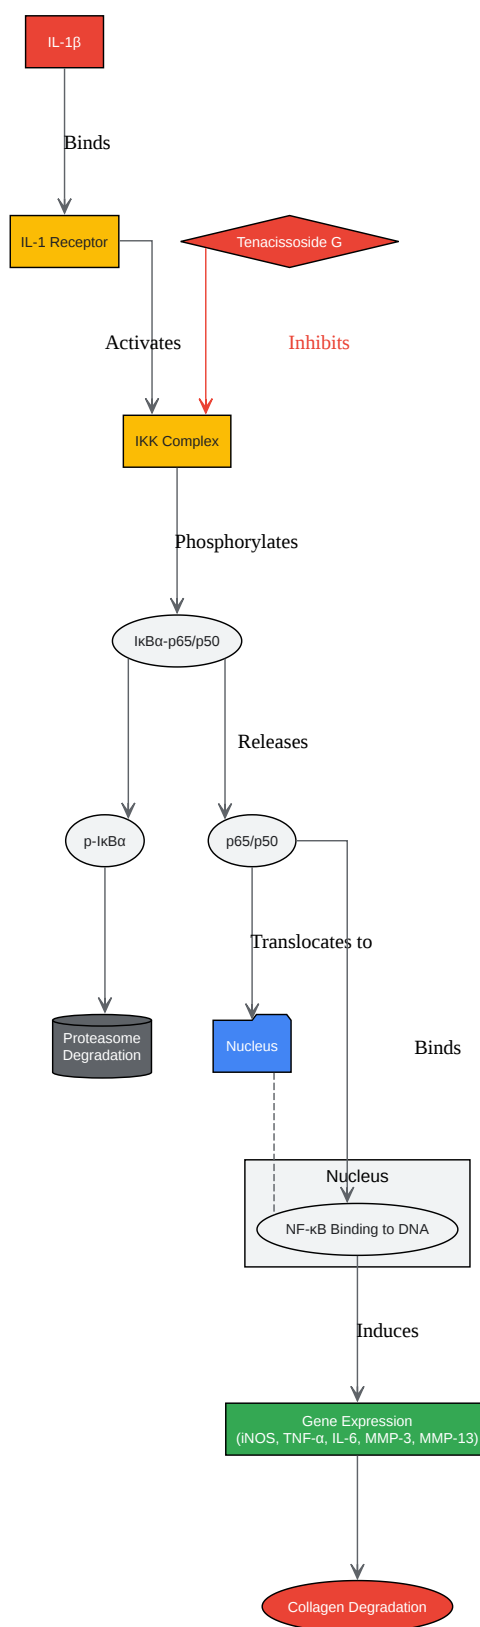 IL-1β
Binds
IL-1 Receptor
Tenacissoside G
Activates
Inhibits
IKK Complex
Phosphorylates
IκBα-p65/p50
Releases
p-IκBα
p65/p50
Translocates to
Proteasome
Degradation
Nucleus
Binds
Nucleus
NF-κB Binding to DNA
Induces
Gene Expression
(iNOS, TNF-α, IL-6, MMP-3, MMP-13)
Collagen Degradation